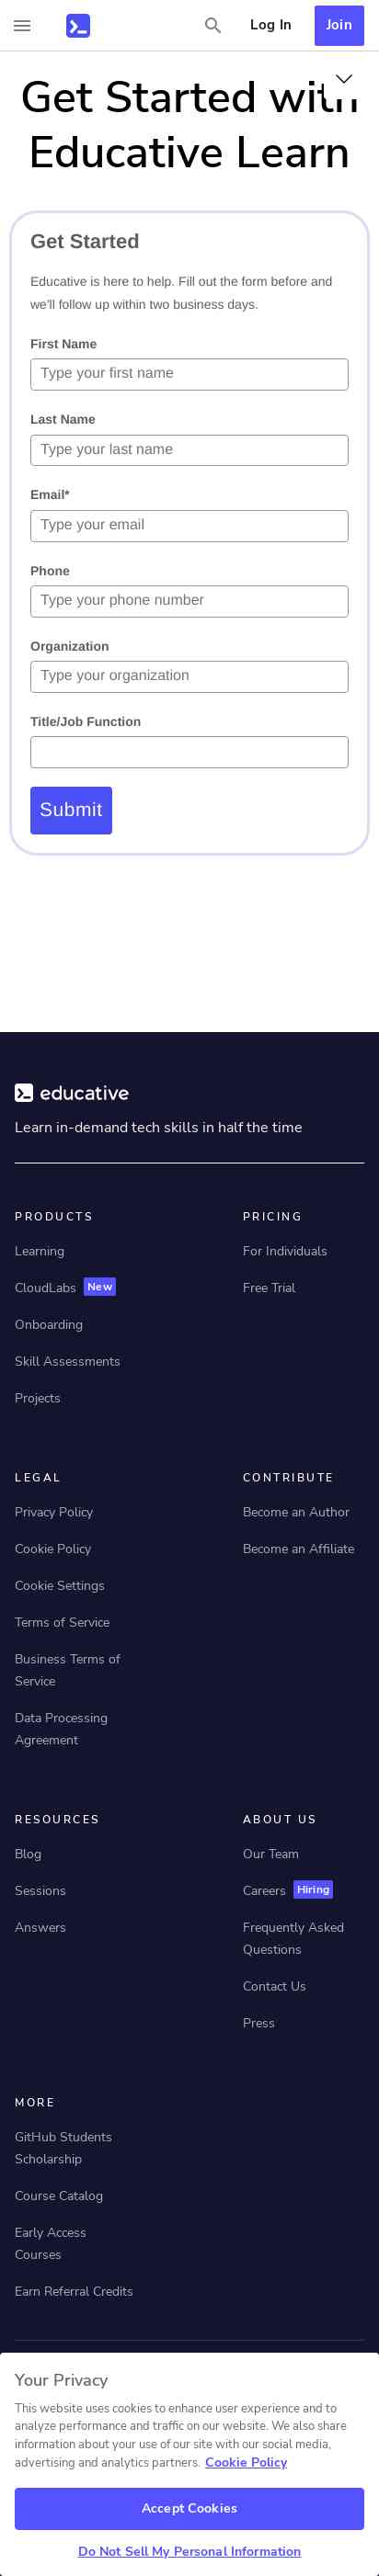 Log In
Join
Get Started with
Educative Learn
Get Started
Educative is here to help. Fill out the form before and
we'll follow up within two business days.
First Name
Type your first name
Last Name
Type your last name
Email*
Type your email
Phone
Type your phone number
Organization
Type your organization
Title/Job Function
Submit
educative
Learn in-demand tech skills in half the time
PRODUCTS
Learning
CloudLabs New
Onboarding
Skill Assessments
Projects
PRICING
For Individuals
Free Trial
LEGAL
Privacy Policy
Cookie Policy
Cookie Settings
Terms of Service
Business Terms of
Service
Data Processing
Agreement
CONTRIBUTE
Become an Author
Become an Affiliate
RESOURCES
Blog
Sessions
Answers
ABOUT US
Our Team
Careers Hiring
Frequently Asked
Questions
Contact Us
Press
MORE
GitHub Students
Scholarship
Course Catalog
Early Access
Courses
Earn Referral Credits
Your Privacy
This website uses cookies to enhance user experience and to
analyze performance and traffic on our website. We also share
information about your use of our site with our social media,
advertising and analytics partners. Cookie Policy
Accept Cookies
Do Not Sell My Personal Information